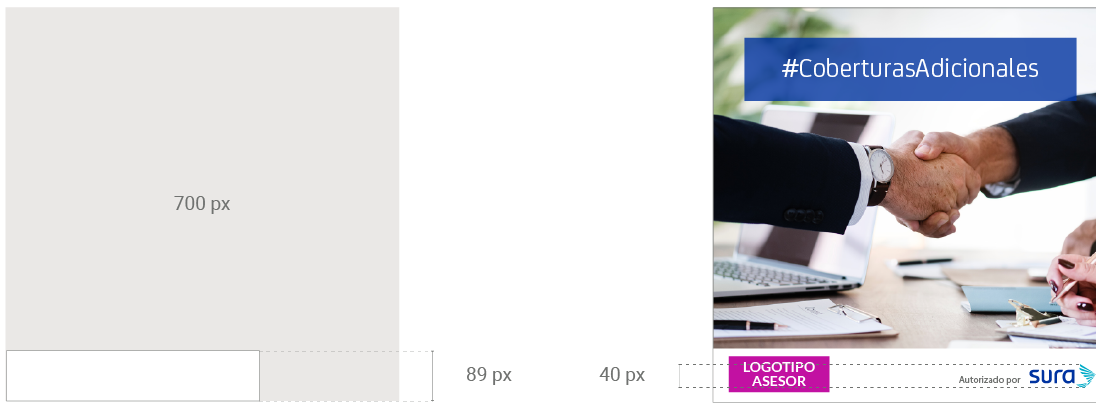 700 px
89 px
#CoberturasAdicionales
40 px
LOGOTIPO
ASESOR
Autorizado por
sura